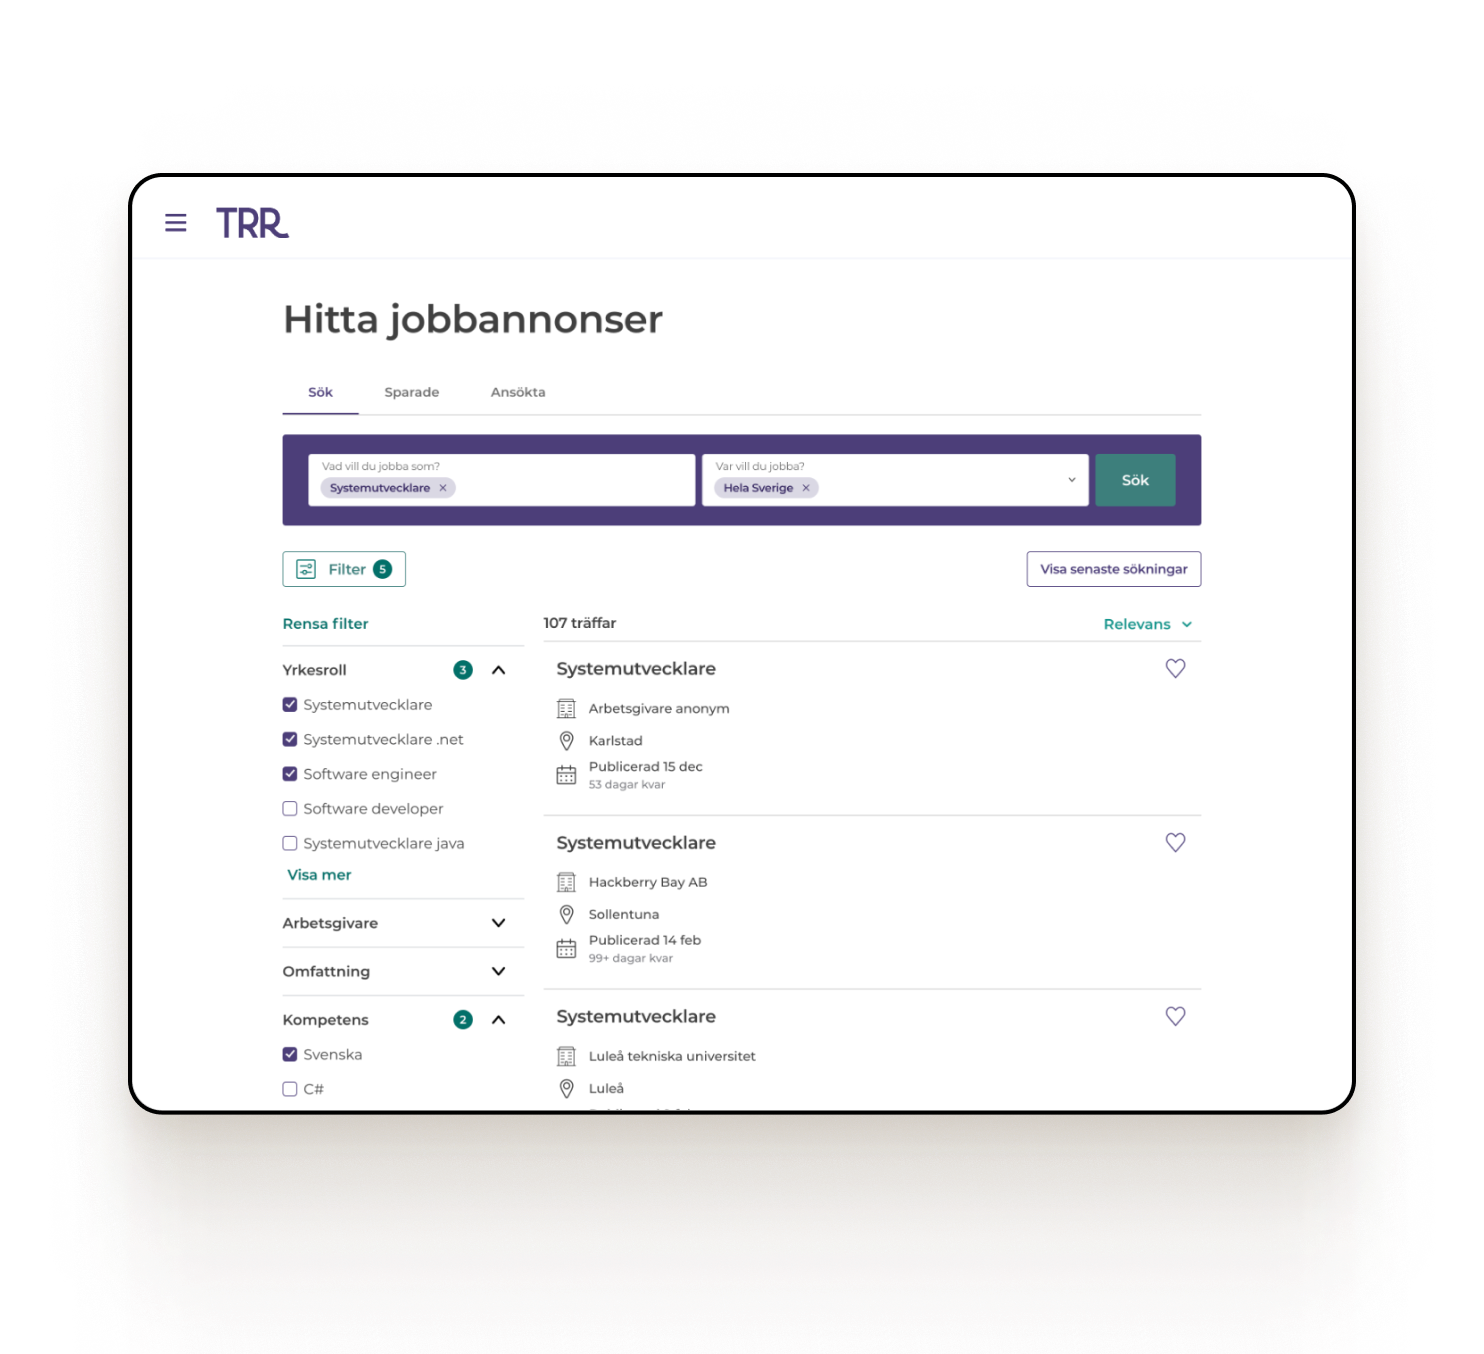 TRR
Hitta jobbannonser
Sök Sparade Ansökta
Vad vill du jobba som?
Systemutvecklare ×
Var vill du jobba?
Hela Sverige ×
Sök
Filter 5
Visa senaste sökningar
Rensa filter
Yrkesroll 3
Systemutvecklare
Systemutvecklare .net
Software engineer
Software developer
Systemutvecklare java
Visa mer
Arbetsgivare
Omfattning
Kompetens 2
Svenska
C#
107 träffar
Relevans
Systemutvecklare
Arbetsgivare anonym
Karlstad
Publicerad 15 dec
53 dagar kvar
Systemutvecklare
Hackberry Bay AB
Sollentuna
Publicerad 14 feb
99+ dagar kvar
Systemutvecklare
Luleå tekniska universitet
Luleå